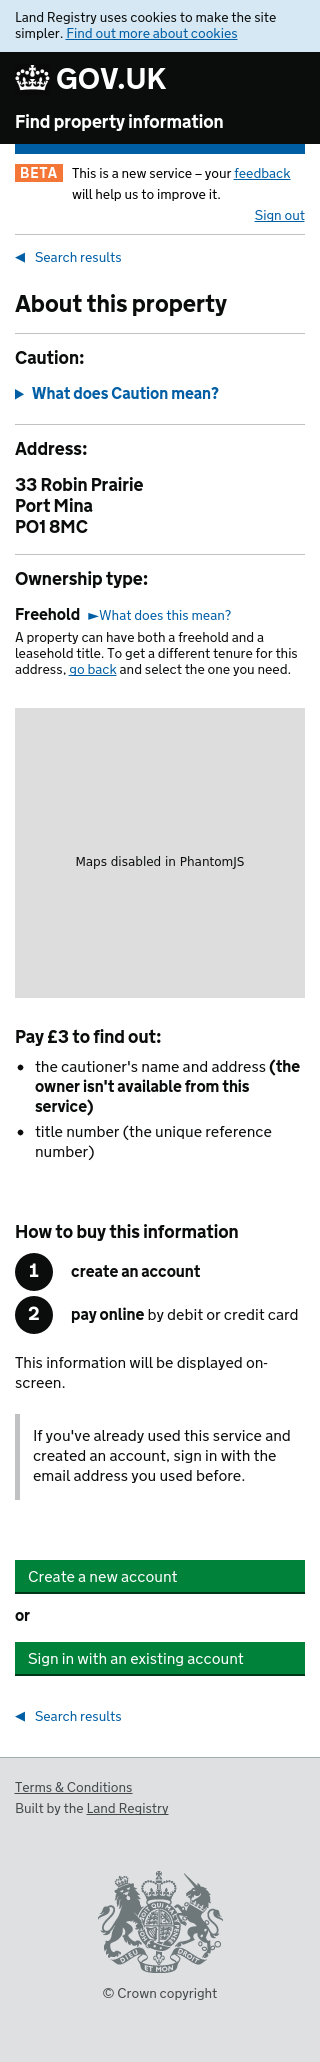 Land Registry uses cookies to make the site
simpler. Find out more about cookies
GOV.UK
Find property information
BETA This is a new service – your feedback
will help us to improve it.
Sign out
◀ Search results
About this property
Caution:
▶ What does Caution mean?
Address:
33 Robin Prairie
Port Mina
PO1 8MC
Ownership type:
Freehold ►What does this mean?
A property can have both a freehold and a
leasehold title. To get a different tenure for this
address, go back and select the one you need.
Maps disabled in PhantomJS
Pay £3 to find out:
• the cautioner's name and address (the
owner isn't available from this
service)
• title number (the unique reference
number)
How to buy this information
1 create an account
2 pay online by debit or credit card
This information will be displayed on-
screen.
If you've already used this service and
created an account, sign in with the
email address you used before.
Create a new account
or
Sign in with an existing account
◀ Search results
Terms & Conditions
Built by the Land Registry
DIEU ET MON DROIT
© Crown copyright